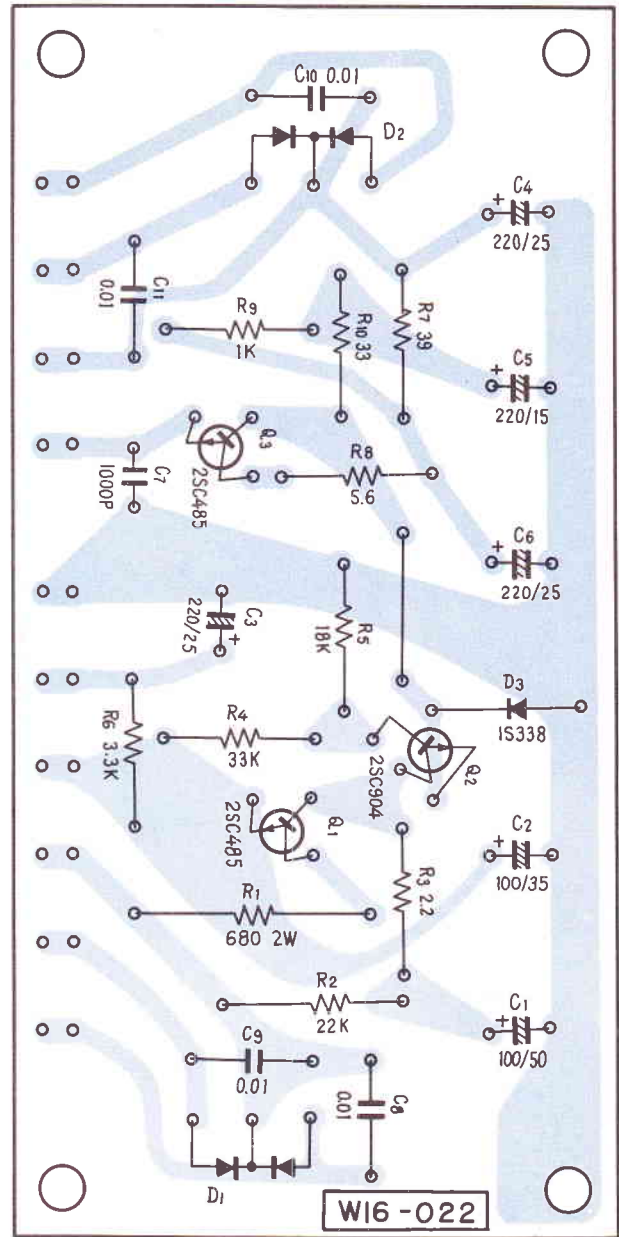 C10 0.01
D2
+
C4
220/25
C11
0.01
R9
1K
R10 33
R7 39
+
C5
220/15
Q3
2SC485
R8
5.6
C7
1000P
+
C6
220/25
C3
220/25
+
R5
18K
D3
1S338
R6 3.3K
R4
33K
Q2
2SC904
Q1
2SC485
+
C2
100/35
R1
680 2W
R3 2.2
R2
22K
+
C1
100/50
C9
0.01
C8
0.01
D1
W16-022